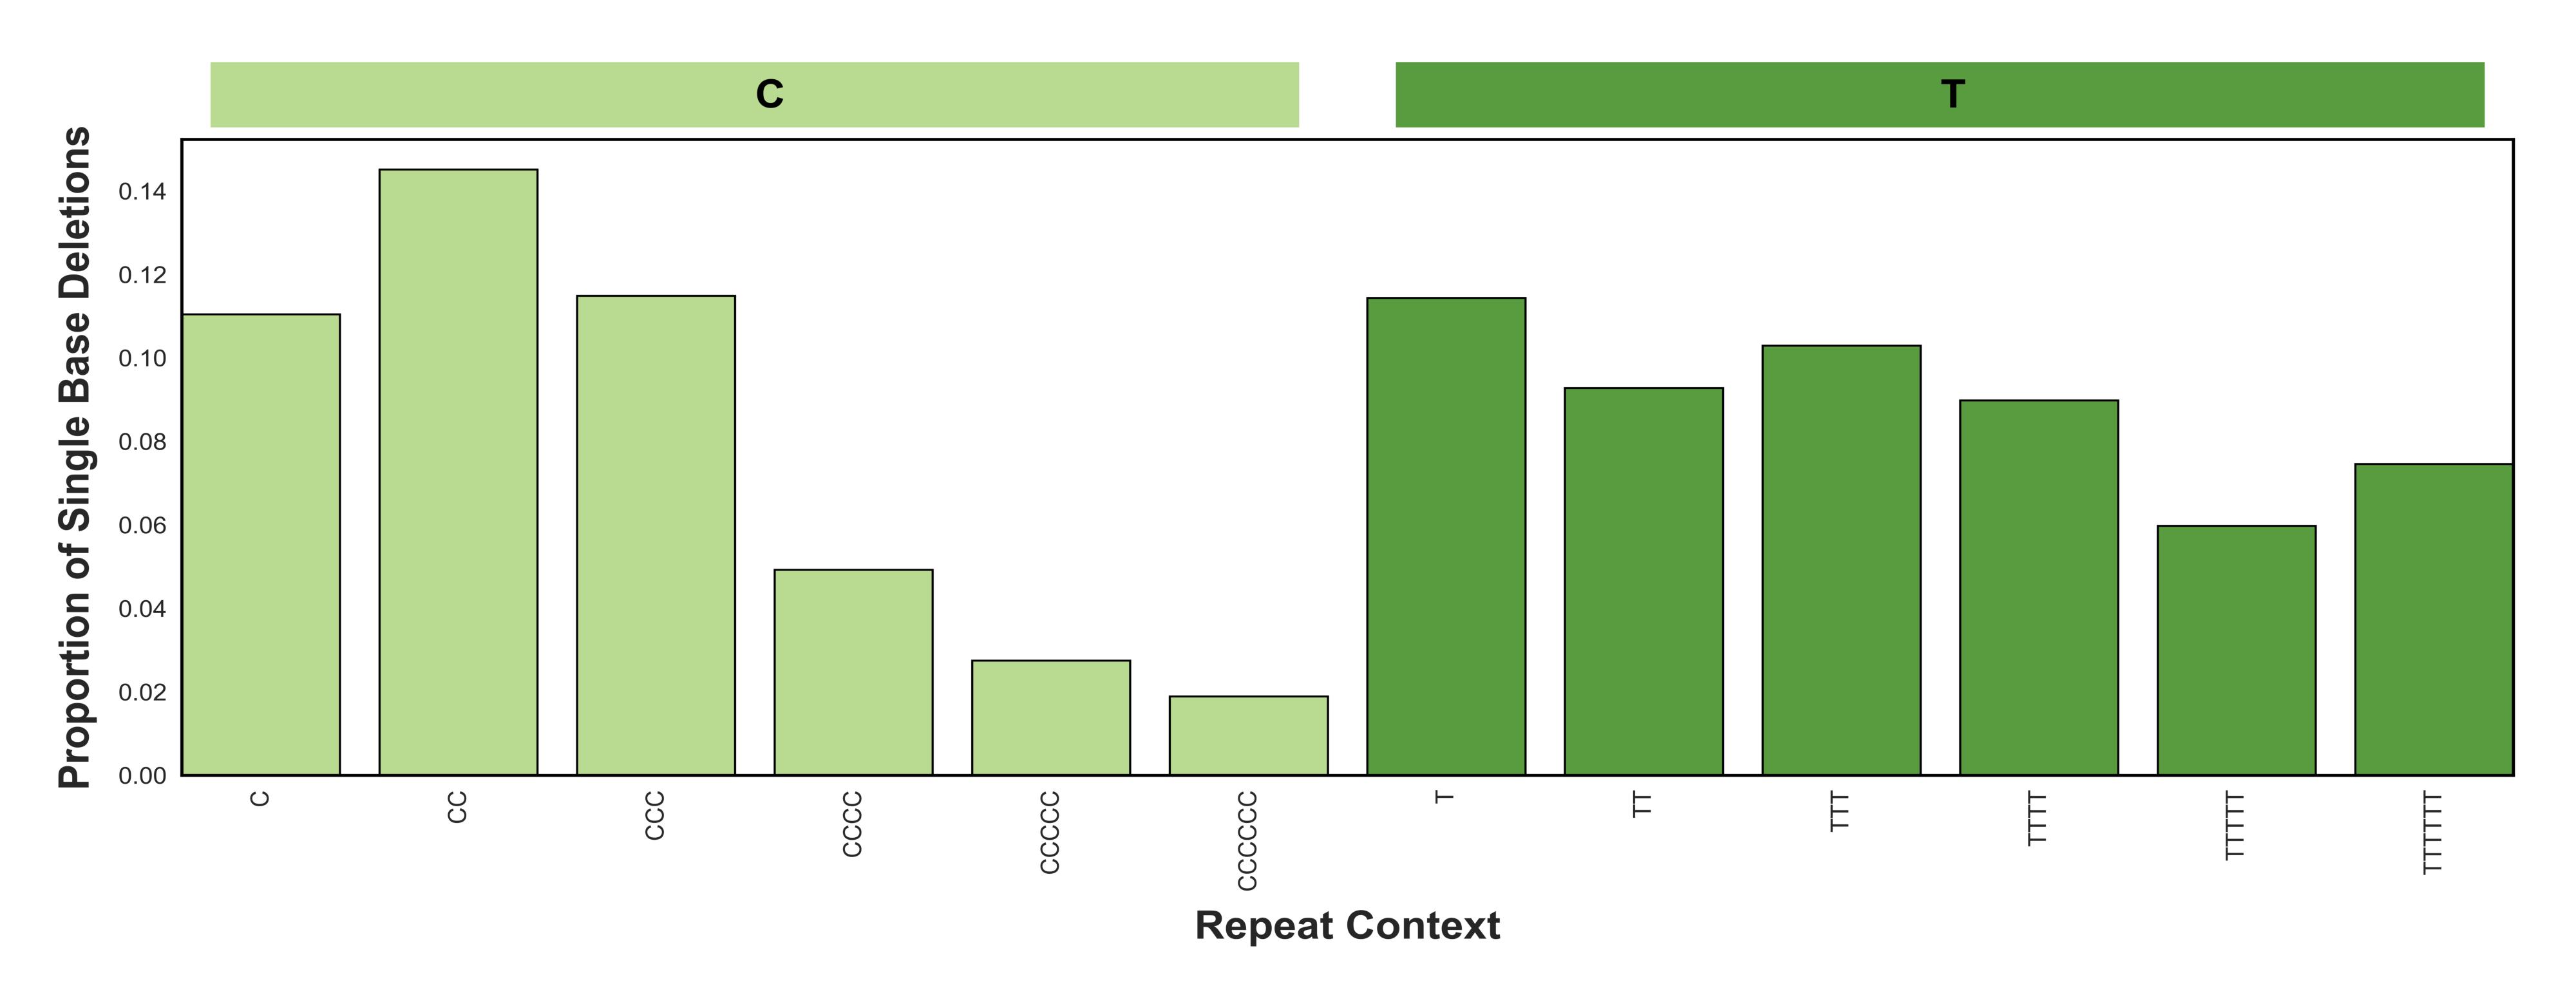 C
T
Proportion of Single Base Deletions
0.14
0.12
0.10
0.08
0.06
0.04
0.02
0.00
C
CC
CCC
CCCC
CCCCC
CCCCCC
T
TT
TTT
TTTT
TTTTT
TTTTTT
Repeat Context